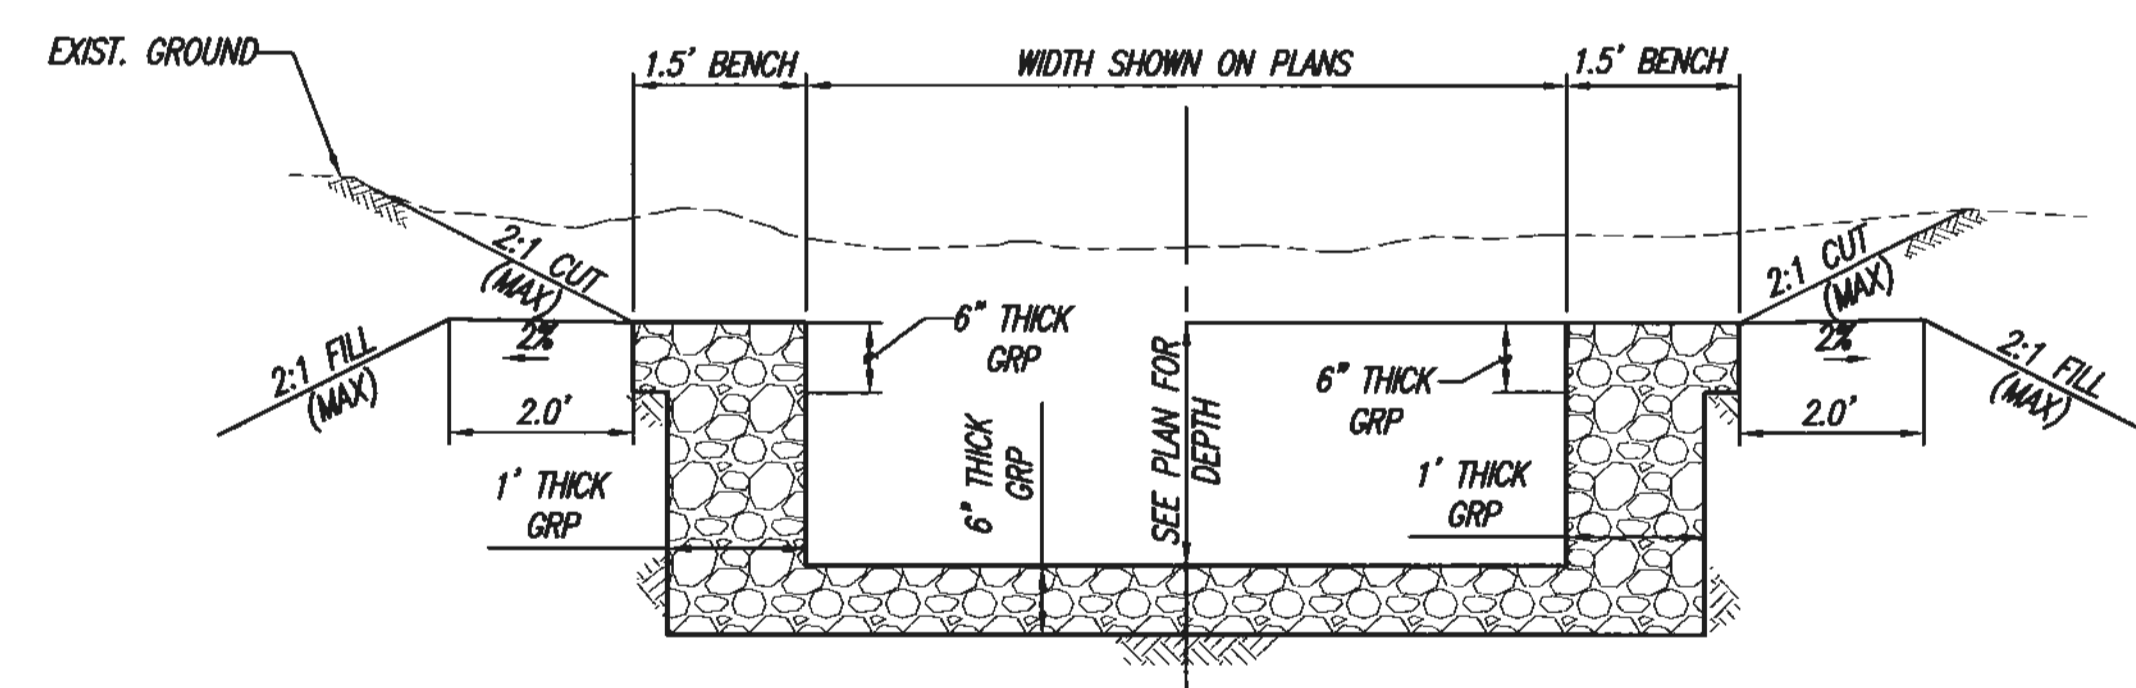 EXIST. GROUND
1.5' BENCH
WIDTH SHOWN ON PLANS
1.5' BENCH
2:1 CUT
(MAX)
2:1 CUT
(MAX)
2:1 FILL
(MAX)
2%
2.0'
6" THICK
GRP
6" THICK
GRP
2%
2.0'
2:1 FILL
(MAX)
1' THICK
GRP
6" THICK
GRP
SEE PLAN FOR
DEPTH
1' THICK
GRP